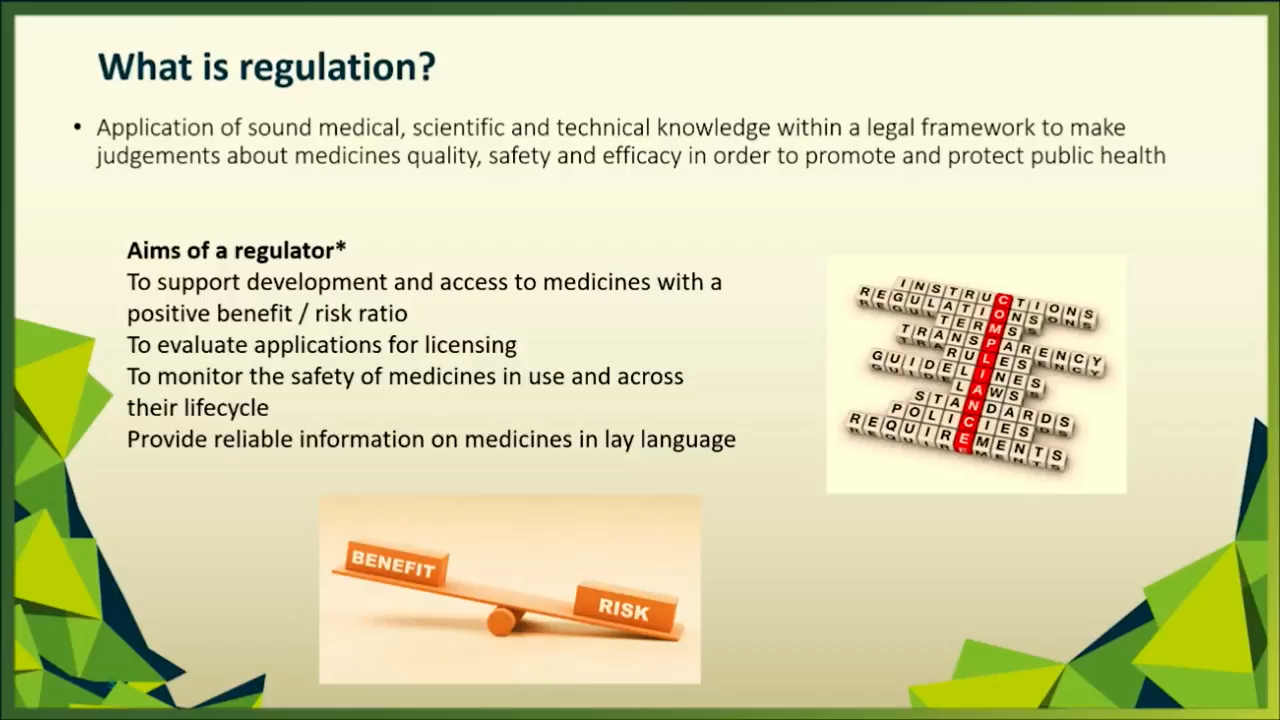 What is regulation?
• Application of sound medical, scientific and technical knowledge within a legal framework to make
judgements about medicines quality, safety and efficacy in order to promote and protect public health
Aims of a regulator*
To support development and access to medicines with a
positive benefit / risk ratio
To evaluate applications for licensing
To monitor the safety of medicines in use and across
their lifecycle
Provide reliable information on medicines in lay language
INSTRUCTIONS
REGULATIONS
TERMS
TRANSPARENCY
RULES
GUIDELINES
LAWS
STANDARDS
POLICIES
REQUIREMENTS
COMPLIANCE
BENEFIT
RISK